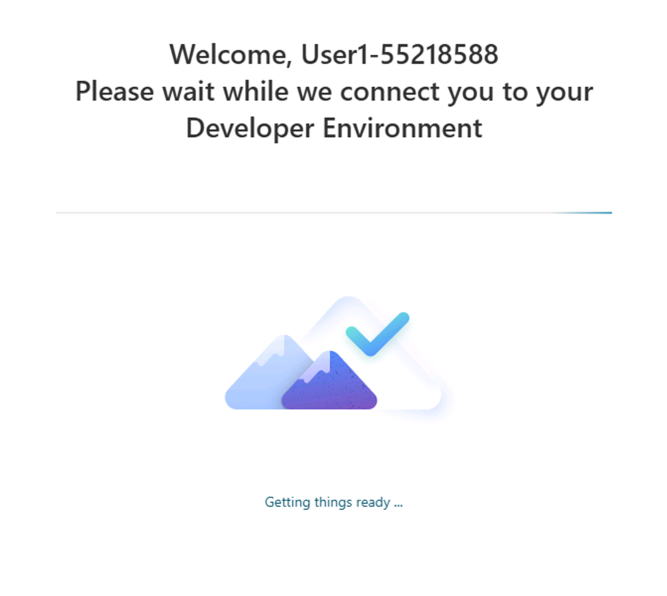 Welcome, User1-55218588
Please wait while we connect you to your
Developer Environment
Getting things ready ...